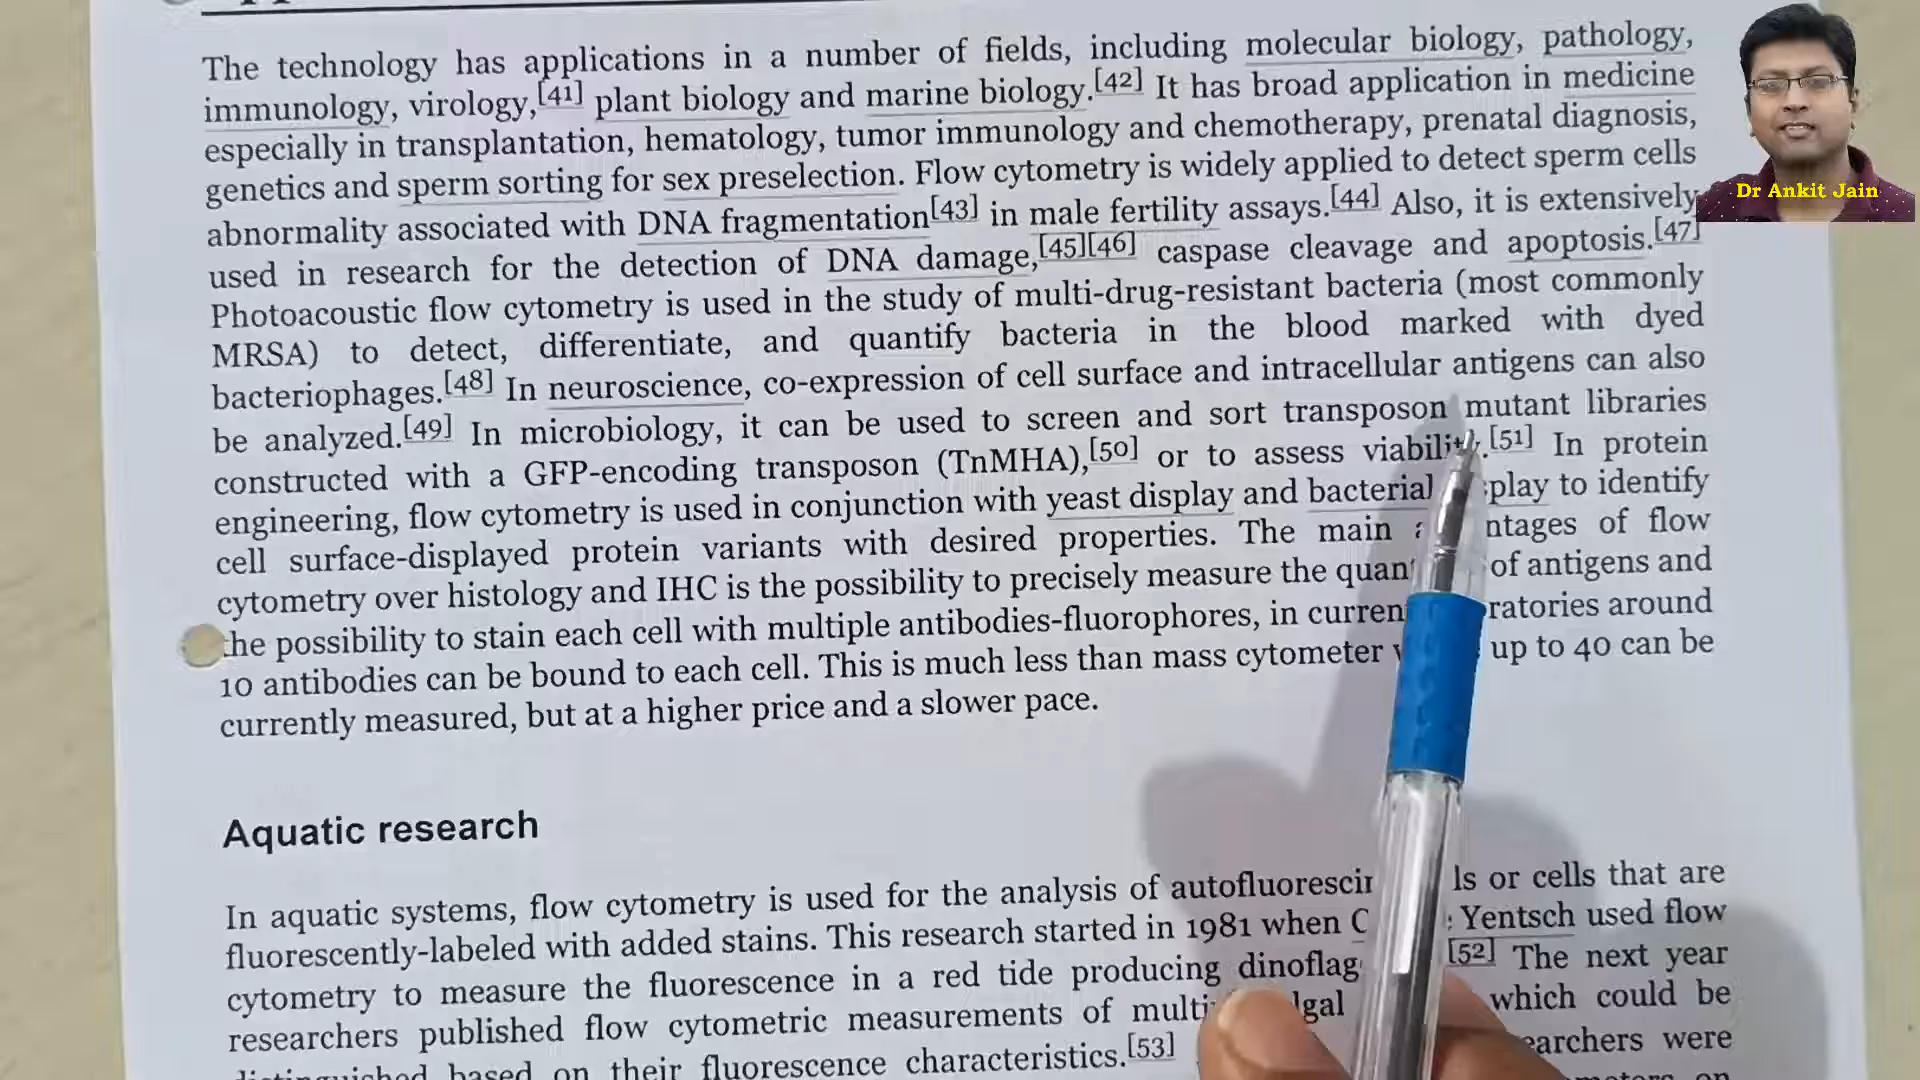 The technology has applications in a number of fields, including molecular biology, pathology,
immunology, virology,[41] plant biology and marine biology.[42] It has broad application in medicine
especially in transplantation, hematology, tumor immunology and chemotherapy, prenatal diagnosis,
genetics and sperm sorting for sex preselection. Flow cytometry is widely applied to detect sperm cells
abnormality associated with DNA fragmentation[43] in male fertility assays.[44] Also, it is extensively
used in research for the detection of DNA damage,[45][46] caspase cleavage and apoptosis.[47]
Photoacoustic flow cytometry is used in the study of multi-drug-resistant bacteria (most commonly
MRSA) to detect, differentiate, and quantify bacteria in the blood marked with dyed
bacteriophages.[48] In neuroscience, co-expression of cell surface and intracellular antigens can also
be analyzed.[49] In microbiology, it can be used to screen and sort transposon mutant libraries
constructed with a GFP-encoding transposon (TnMHA),[50] or to assess [51] In protein
engineering, flow cytometry is used in conjunction with yeast display and bacterial to identify
cell surface-displayed protein variants with desired properties. The main of flow
cytometry over histology and IHC is the possibility to precisely measure the of antigens and
the possibility to stain each cell with multiple antibodies-fluorophores, in around
10 antibodies can be bound to each cell. This is much less than mass cytometer up to 40 can be
currently measured, but at a higher price and a slower pace.
Aquatic research
In aquatic systems, flow cytometry is used for the analysis of or cells that are
fluorescently-labeled with added stains. This research started in 1981 when Yentsch used flow
cytometry to measure the fluorescence in a red tide producing [52] The next year
researchers published flow cytometric measurements of which could be
distinguished based on their fluorescence characteristics.[53] were
Dr Ankit Jain